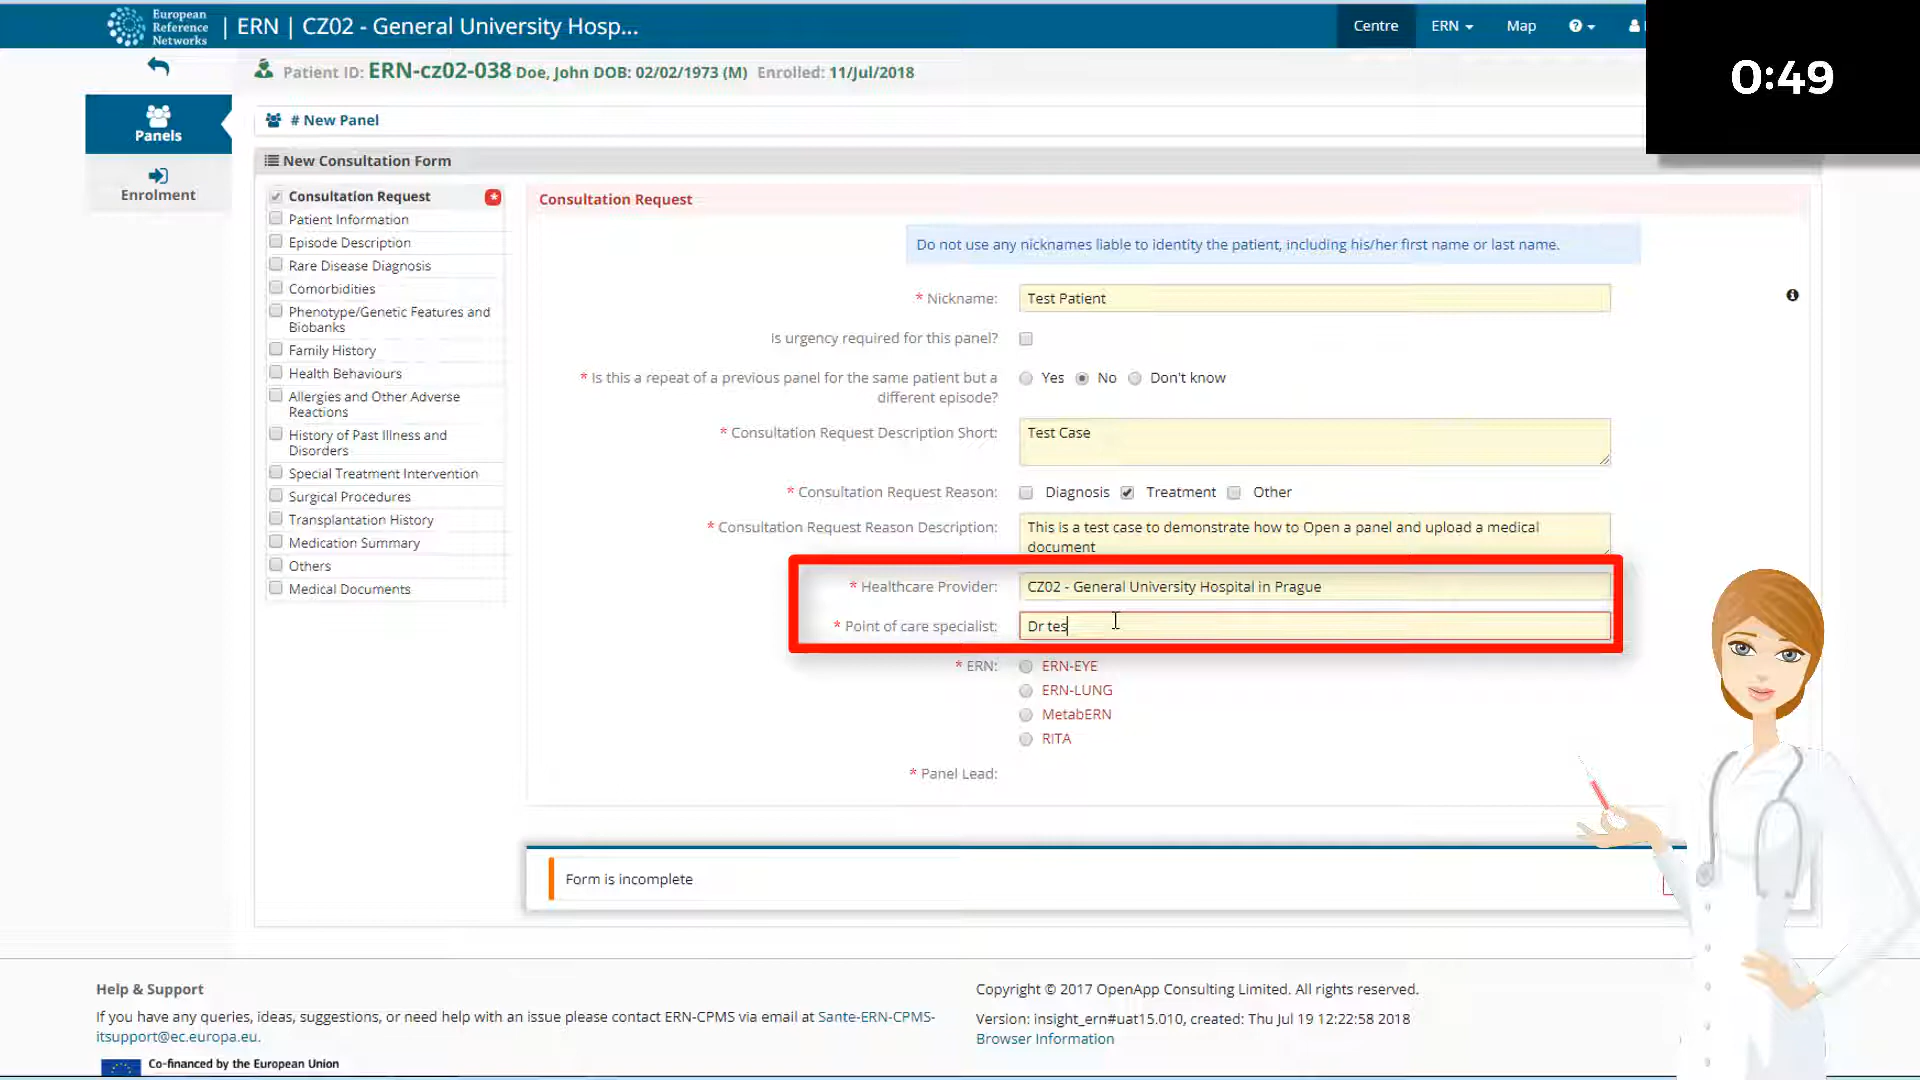 European
Reference
Networks
| ERN | CZ02 - General University Hosp...
Centre
ERN
Map
0:49
Patient ID: ERN-cz02-038 Doe, John DOB: 02/02/1973 (M) Enrolled: 11/Jul/2018
Panels
Enrolment
# New Panel
New Consultation Form
Consultation Request
Patient Information
Episode Description
Rare Disease Diagnosis
Comorbidities
Phenotype/Genetic Features and
Biobanks
Family History
Health Behaviours
Allergies and Other Adverse
Reactions
History of Past Illness and
Disorders
Special Treatment Intervention
Surgical Procedures
Transplantation History
Medication Summary
Others
Medical Documents
Consultation Request
Do not use any nicknames liable to identity the patient, including his/her first name or last name.
* Nickname: Test Patient
Is urgency required for this panel?
* Is this a repeat of a previous panel for the same patient but a
different episode?
Yes No Don't know
* Consultation Request Description Short: Test Case
* Consultation Request Reason: Diagnosis Treatment Other
* Consultation Request Reason Description: This is a test case to demonstrate how to Open a panel and upload a medical
document
* Healthcare Provider: CZ02 - General University Hospital in Prague
* Point of care specialist: Dr tes
* ERN: ERN-EYE
ERN-LUNG
MetabERN
RITA
* Panel Lead:
Form is incomplete
Help & Support
If you have any queries, ideas, suggestions, or need help with an issue please contact ERN-CPMS via email at Sante-ERN-CPMS-
itsupport@ec.europa.eu.
Co-financed by the European Union
Copyright © 2017 OpenApp Consulting Limited. All rights reserved.
Version: insight_ern#uat15.010, created: Thu Jul 19 12:22:58 2018
Browser Information